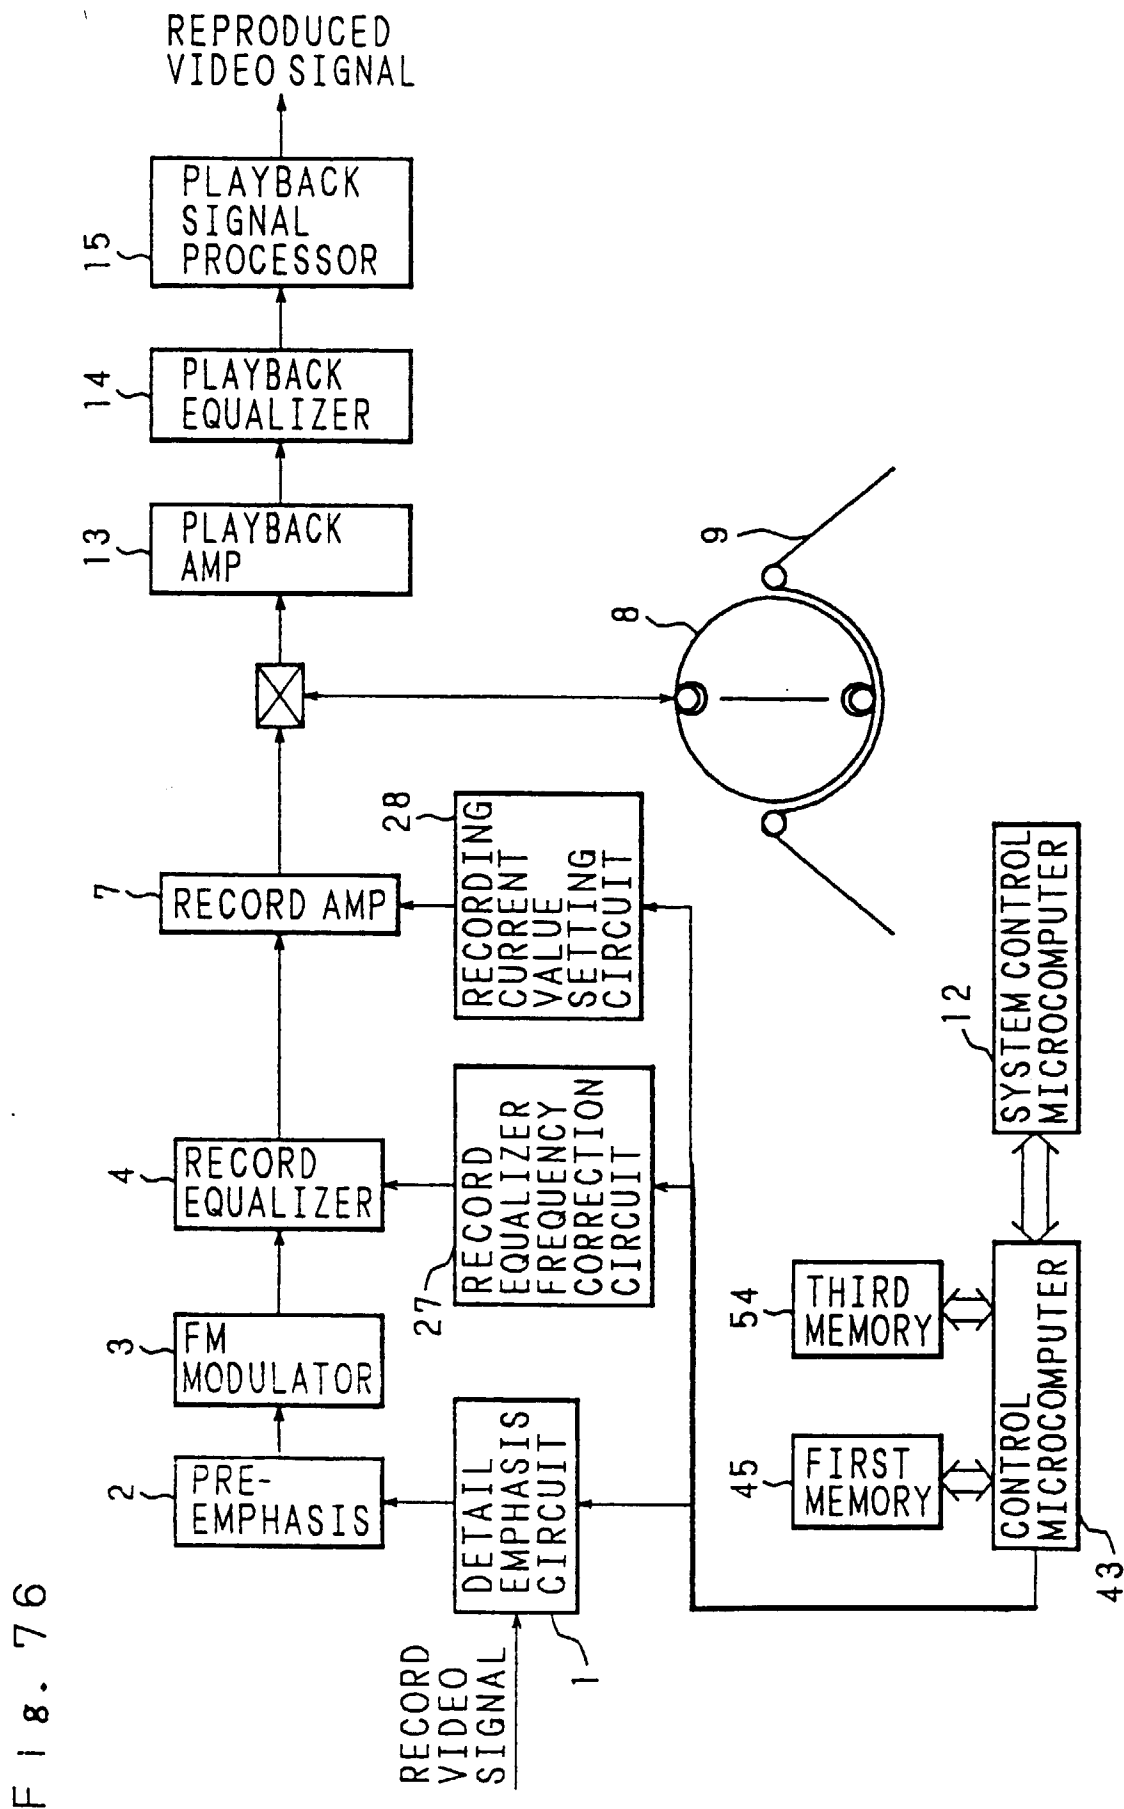 Fig. 76
RECORD
VIDEO
SIGNAL
1
DETAIL
EMPHASIS
CIRCUIT
2
PRE-
EMPHASIS
3
FM
MODULATOR
4
RECORD
EQUALIZER
27
RECORD
EQUALIZER
FREQUENCY
CORRECTION
CIRCUIT
7
RECORD AMP
28
RECORDING
CURRENT
VALUE
SETTING
CIRCUIT
13
PLAYBACK
AMP
14
PLAYBACK
EQUALIZER
15
PLAYBACK
SIGNAL
PROCESSOR
REPRODUCED
VIDEO SIGNAL
8
9
45
FIRST
MEMORY
54
THIRD
MEMORY
43
CONTROL
MICROCOMPUTER
12
SYSTEM CONTROL
MICROCOMPUTER